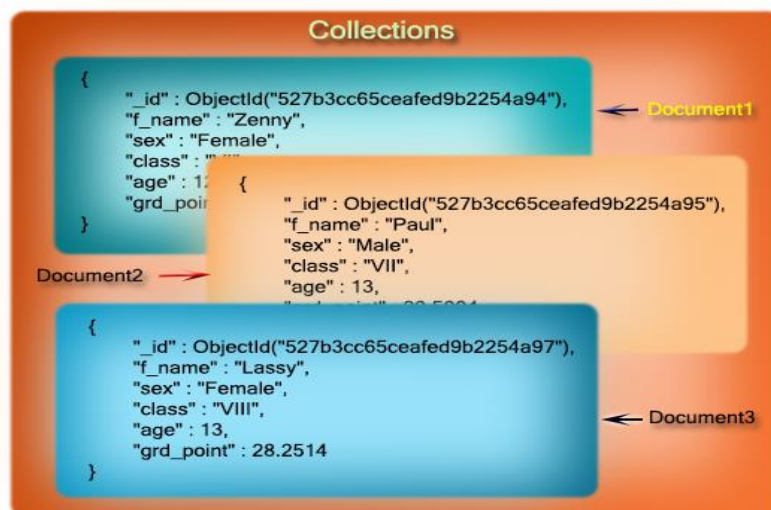 Collections
{
"_id" : ObjectId("527b3cc65ceafed9b2254a94"),
"f_name" : "Zenny",
"sex" : "Female",
"class" :
"age" :
}
Document1
{
"_id" : ObjectId("527b3cc65ceafed9b2254a95"),
"f_name" : "Paul",
"sex" : "Male",
"class" : "VII",
"age" : 13,
Document2
{
"_id" : ObjectId("527b3cc65ceafed9b2254a97"),
"f_name" : "Lassy",
"sex" : "Female",
"class" : "VIII",
"age" : 13,
"grd_point" : 28.2514
}
Document3